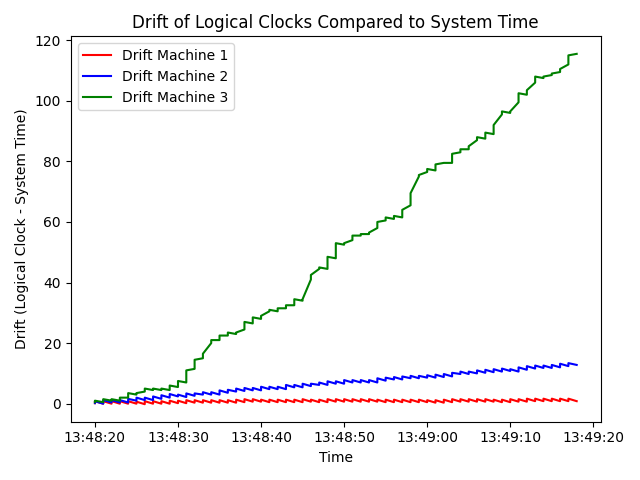 Drift of Logical Clocks Compared to System Time
120
100
80
60
40
20
0
Drift (Logical Clock - System Time)
Drift Machine 1
Drift Machine 2
Drift Machine 3
13:48:20 13:48:30 13:48:40 13:48:50 13:49:00 13:49:10 13:49:20
Time